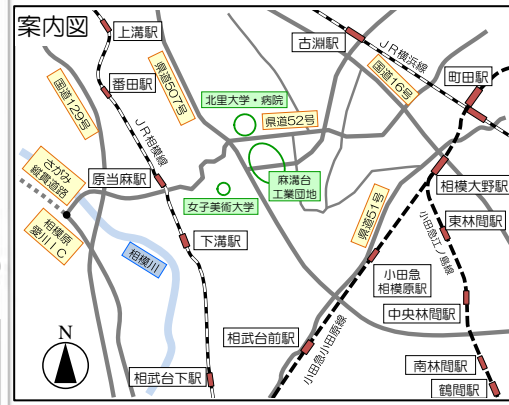 案内図
上溝駅
古淵駅
JR横浜線
国道16号
町田駅
番田駅
県道507号
国道129号
北里大学・病院
県道52号
JR相模線
さがみ
縦貫道路
原当麻駅
麻溝台
工業団地
女子美術大学
相模大野駅
県道51号
東林間駅
小田急江ノ島線
相模原
愛川IC
相模川
下溝駅
小田急
相模原駅
中央林間駅
相武台前駅
小田急小田原線
南林間駅
鶴間駅
相武台下駅
N